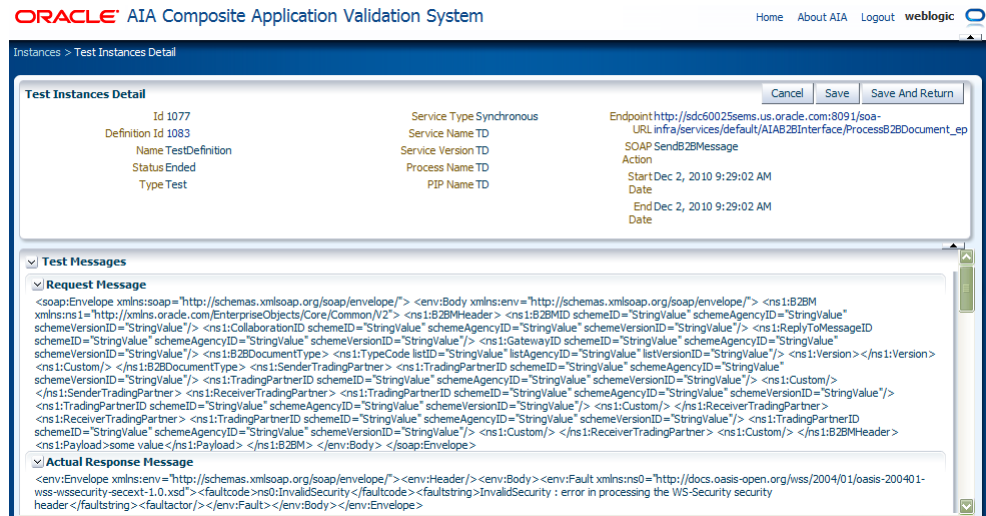 ORACLE AIA Composite Application Validation System
Home About AIA Logout weblogic
Instances > Test Instances Detail
Test Instances Detail
Cancel Save Save And Return
Id 1077
Definition Id 1083
Name TestDefinition
Status Ended
Type Test
Service Type Synchronous
Service Name TD
Service Version TD
Process Name TD
PIP Name TD
Endpoint http://sdc60025sems.us.oracle.com:8091/soa-
URL infra/services/default/AIAB2BInterface/ProcessB2BDocument_ep
SOAP SendB2BMessage
Action
Start Dec 2, 2010 9:29:02 AM
Date
End Dec 2, 2010 9:29:02 AM
Date
Test Messages
Request Message
<soap:Envelope xmlns:soap="http://schemas.xmlsoap.org/soap/envelope/"> <env:Body xmlns:env="http://schemas.xmlsoap.org/soap/envelope/"> <ns1:B2BM
xmlns:ns1="http://xmlns.oracle.com/EnterpriseObjects/Core/Common/V2"> <ns1:B2BMHeader> <ns1:B2BMID schemeID="StringValue" schemeAgencyID="StringValue"
schemeVersionID="StringValue"/> <ns1:CollaborationID schemeID="StringValue" schemeAgencyID="StringValue" schemeVersionID="StringValue"/> <ns1:ReplyToMessageID
schemeID="StringValue" schemeAgencyID="StringValue" schemeVersionID="StringValue"/> <ns1:GatewayID schemeID="StringValue" schemeAgencyID="StringValue"
schemeVersionID="StringValue"/> <ns1:B2BDocumentType> <ns1:TypeCode listID="StringValue" listAgencyID="StringValue" listVersionID="StringValue"/> <ns1:Version></ns1:Version>
<ns1:Custom/> </ns1:B2BDocumentType> <ns1:SenderTradingPartner> <ns1:TradingPartnerID schemeID="StringValue" schemeAgencyID="StringValue"
schemeVersionID="StringValue"/> <ns1:TradingPartnerID schemeID="StringValue" schemeAgencyID="StringValue" schemeVersionID="StringValue"/> <ns1:Custom/>
</ns1:SenderTradingPartner> <ns1:ReceiverTradingPartner> <ns1:TradingPartnerID schemeID="StringValue" schemeAgencyID="StringValue" schemeVersionID="StringValue"/>
<ns1:TradingPartnerID schemeID="StringValue" schemeAgencyID="StringValue" schemeVersionID="StringValue"/> <ns1:Custom/> </ns1:ReceiverTradingPartner>
<ns1:ReceiverTradingPartner> <ns1:TradingPartnerID schemeID="StringValue" schemeAgencyID="StringValue" schemeVersionID="StringValue"/> <ns1:TradingPartnerID
schemeID="StringValue" schemeAgencyID="StringValue" schemeVersionID="StringValue"/> <ns1:Custom/> </ns1:ReceiverTradingPartner> <ns1:Custom/> </ns1:B2BMHeader>
<ns1:Payload>some value</ns1:Payload> </ns1:B2BM> </env:Body> </soap:Envelope>
Actual Response Message
<env:Envelope xmlns:env="http://schemas.xmlsoap.org/soap/envelope/"><env:Header/><env:Body><env:Fault xmlns:ns0="http://docs.oasis-open.org/wss/2004/01/oasis-200401-
wss-wssecurity-secext-1.0.xsd"><faultcode>ns0:InvalidSecurity</faultcode><faultstring>InvalidSecurity : error in processing the WS-Security security
header</faultstring><faultactor/></env:Fault></env:Body></env:Envelope>